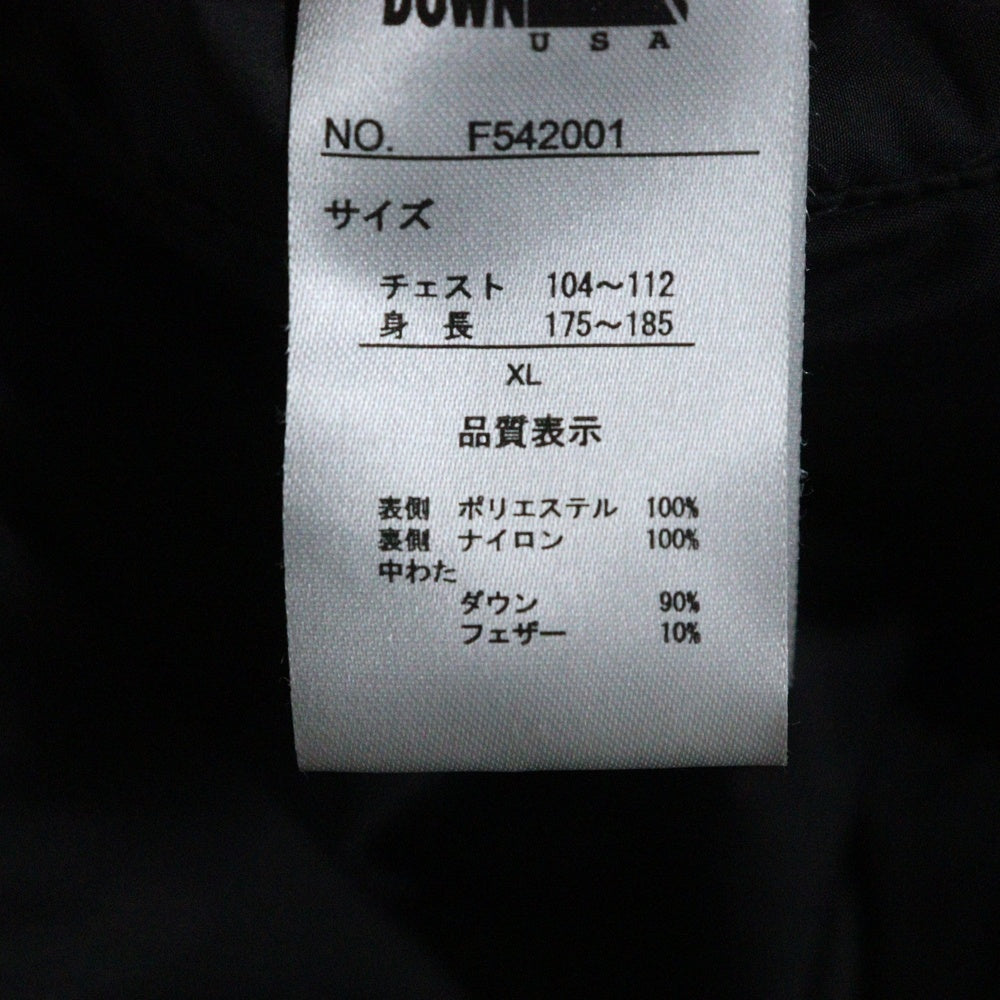 DOWN
USA
NO. F542001
サイズ
チェスト 104〜112
身 長 175〜185
XL
品質表示
表側 ポリエステル 100%
裏側 ナイロン 100%
中わた
ダウン 90%
フェザー 10%